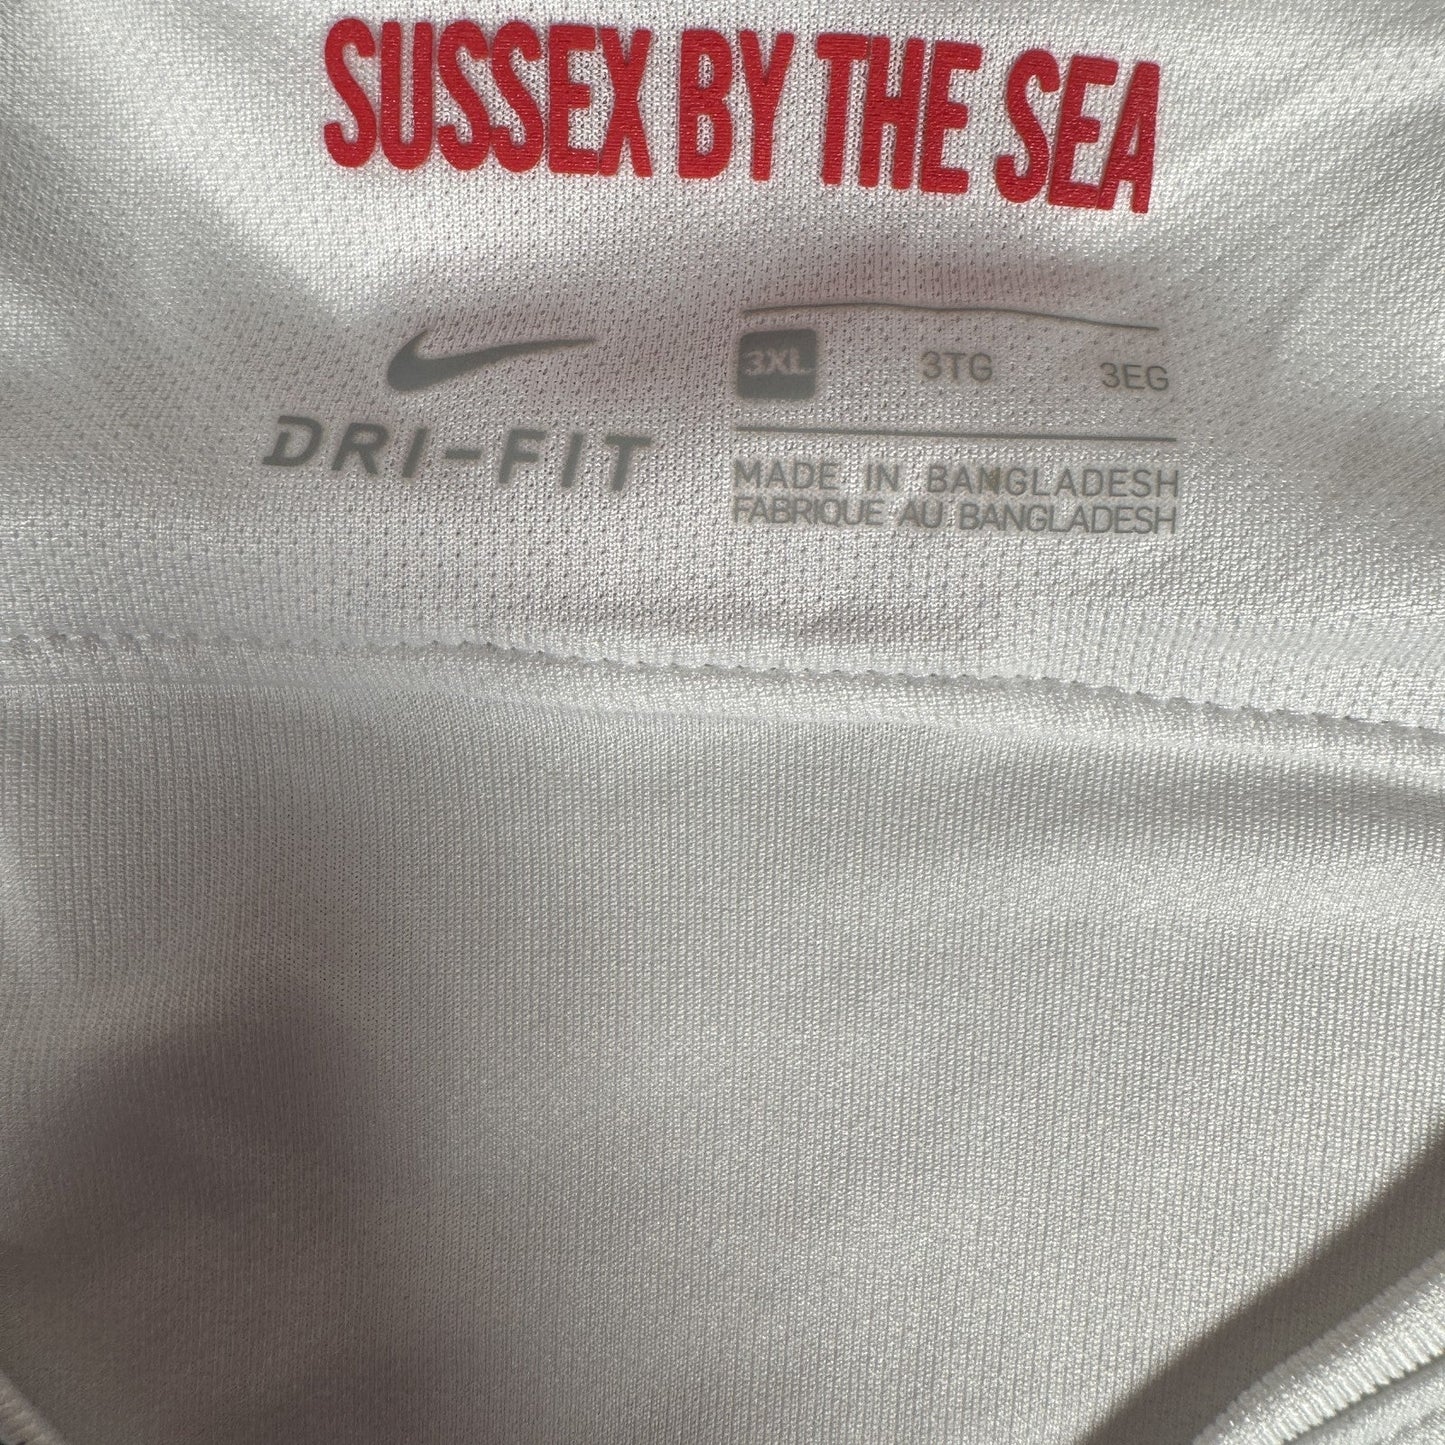 SUSSEX BY THE SEA
DRI-FIT
3XL 3TG 3EG
MADE IN BANGLADESH
FABRIQUE AU BANGLADESH